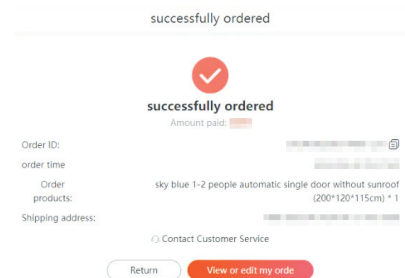 successfully ordered
successfully ordered
Amount paid:
Order ID:
order time
Order products:
sky blue 1-2 people automatic single door without sunroof
(200*120*115cm) * 1
Shipping address:
Contact Customer Service
Return
View or edit my orde